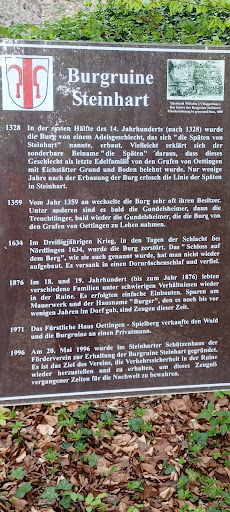 Burgruine
Steinhart
1328 In der ersten Hälfte des 14. Jahrhunderts (nach 1328) wurde
die Burg von einem Adelsgeschlecht, das sich "die Späten von
Steinhart" nannte, erbaut. Vielleicht erklärt sich der
sonderbare Beiname "die Späten" daraus, dass dieses
Geschlecht als letzte Edelfamilie von den Grafen von Oettingen
mit Eichstätter Grund und Boden belehnt wurde. Nur wenige
Jahre nach der Erbauung der Burg erlosch die Linie der Späten
in Steinhart.
1359 Vom Jahr 1359 an wechselte die Burg sehr oft ihren Besitzer.
Unter anderen sind es bald die Gundelsheimer, dann die
Treuchtlinger, bald wieder die Gundelsheimer, die die Burg von
den Grafen von Oettingen zu Lehen nahmen.
1634 Im Dreißigjährigen Krieg, in den Tagen der Schlacht bei
Nördlingen 1634, wurde die Burg zerstört. Das "Schloss auf
dem Berg", wie sie auch genannt wurde, hat man nicht wieder
aufgebaut. Es versank in einen Dornröschenschlaf und verfiel.
1876 Im 18. und 19. Jahrhundert (bis zum Jahr 1876) lebten
verschiedene Familien unter schwierigen Verhältnissen wieder
in der Ruine. Es erfolgten einfache Einbauten. Spuren am
Mauerwerk und der Hausname "Burger", den es noch bis vor
wenigen Jahren im Dorf gab, sind Zeugen dieser Zeit.
1971 Das Fürstliche Haus Oettingen - Spielberg verkaufte den Wald
und die Burgruine an einen Privatmann.
1996 Am 20. Mai 1996 wurde im Steinharter Schützenhaus der
Förderverein zur Erhaltung der Burgruine Steinhart gegründet.
Es ist das Ziel des Vereins, die Verkehrssicherheit in der Ruine
wieder herzustellen und zu erhalten, um dieses Zeugnis
vergangener Zeiten für die Nachwelt zu bewahren.